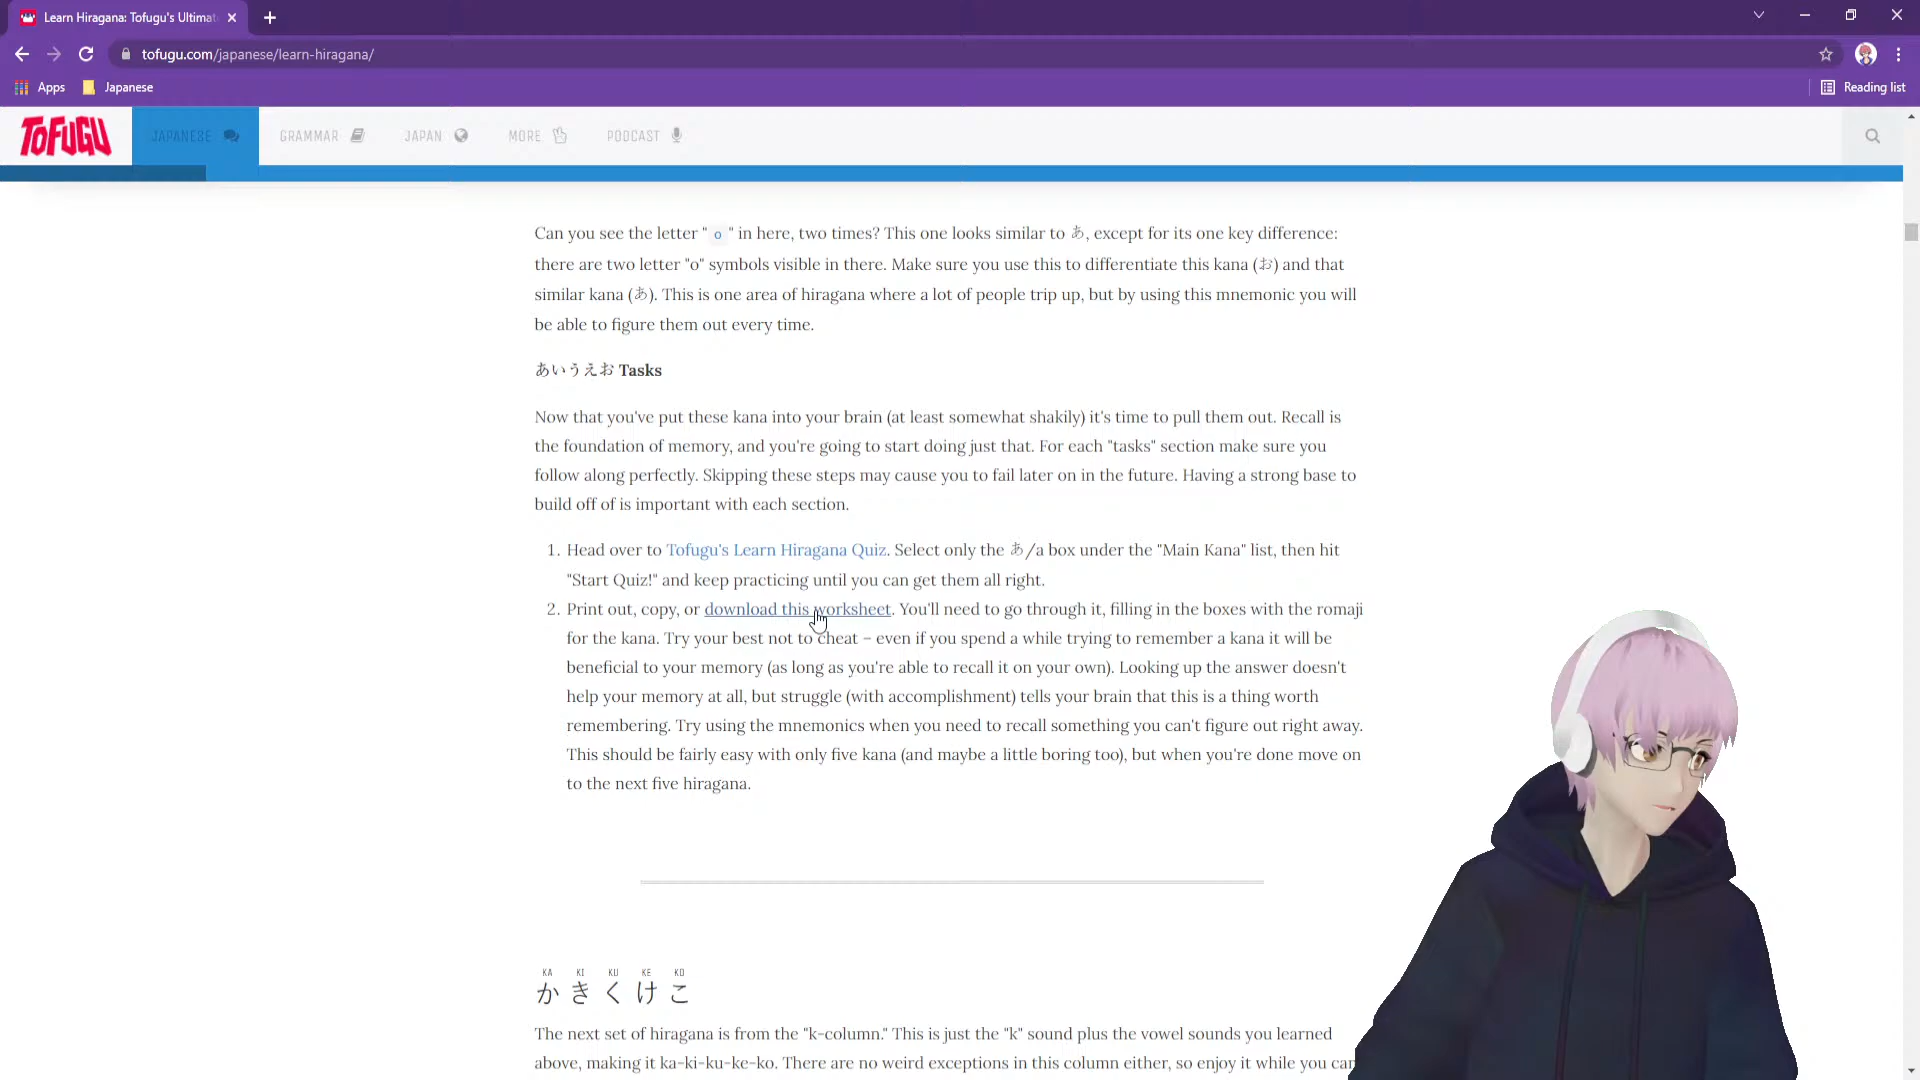 Learn Hiragana: Tofugu's Ultimat
tofugu.com/japanese/learn-hiragana/
Apps
Japanese
Reading list
TOFUGU
JAPANESE
GRAMMAR
JAPAN
MORE
PODCAST
Can you see the letter " o " in here, two times? This one looks similar to あ, except for its one key difference:
there are two letter "o" symbols visible in there. Make sure you use this to differentiate this kana (お) and that
similar kana (あ). This is one area of hiragana where a lot of people trip up, but by using this mnemonic you will
be able to figure them out every time.
あいうえお Tasks
Now that you've put these kana into your brain (at least somewhat shakily) it's time to pull them out. Recall is
the foundation of memory, and you're going to start doing just that. For each "tasks" section make sure you
follow along perfectly. Skipping these steps may cause you to fail later on in the future. Having a strong base to
build off of is important with each section.
1. Head over to Tofugu's Learn Hiragana Quiz. Select only the あ/a box under the "Main Kana" list, then hit
"Start Quiz!" and keep practicing until you can get them all right.
2. Print out, copy, or download this worksheet. You'll need to go through it, filling in the boxes with the romaji
for the kana. Try your best not to cheat – even if you spend a while trying to remember a kana it will be
beneficial to your memory (as long as you're able to recall it on your own). Looking up the answer doesn't
help your memory at all, but struggle (with accomplishment) tells your brain that this is a thing worth
remembering. Try using the mnemonics when you need to recall something you can't figure out right away.
This should be fairly easy with only five kana (and maybe a little boring too), but when you're done move on
to the next five hiragana.
KA KI KU KE KO
か き く け こ
The next set of hiragana is from the "k-column." This is just the "k" sound plus the vowel sounds you learned
above, making it ka-ki-ku-ke-ko. There are no weird exceptions in this column either, so enjoy it while you can